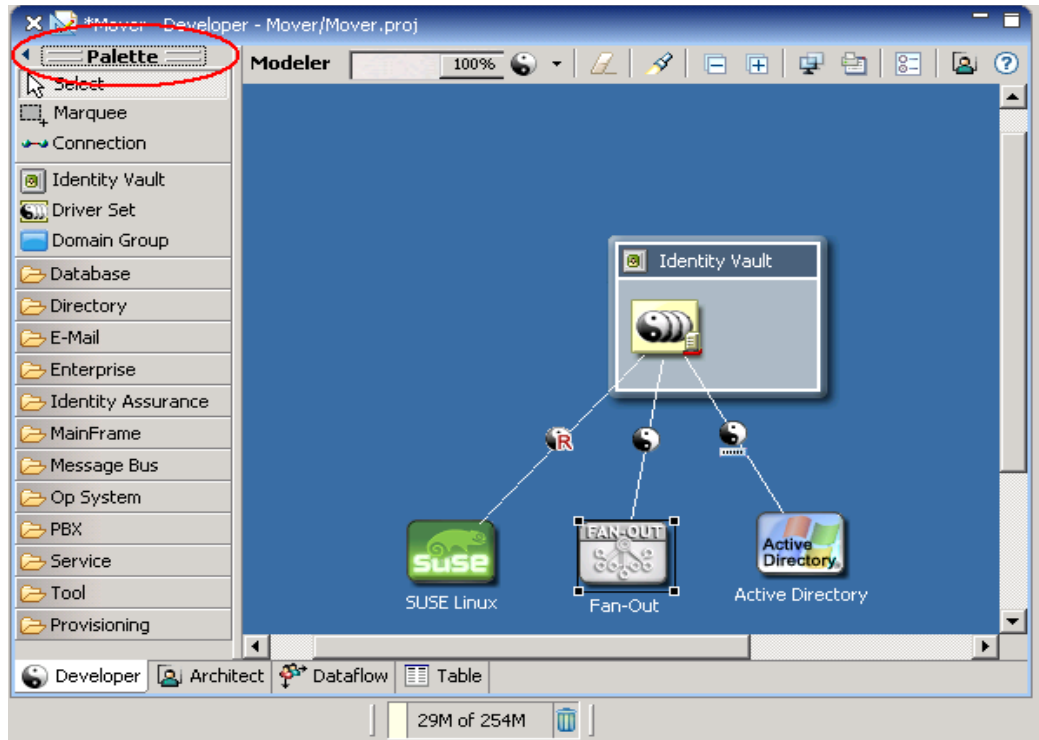 *Mover - Developer - Mover/Mover.proj
Palette
Select
Marquee
Connection
Identity Vault
Driver Set
Domain Group
Database
Directory
E-Mail
Enterprise
Identity Assurance
MainFrame
Message Bus
Op System
PBX
Service
Tool
Provisioning
Modeler
100%
Identity Vault
R
SUSE
SUSE Linux
FAN-OUT
Fan-Out
Active
Directory
Active Directory
Developer
Architect
Dataflow
Table
29M of 254M